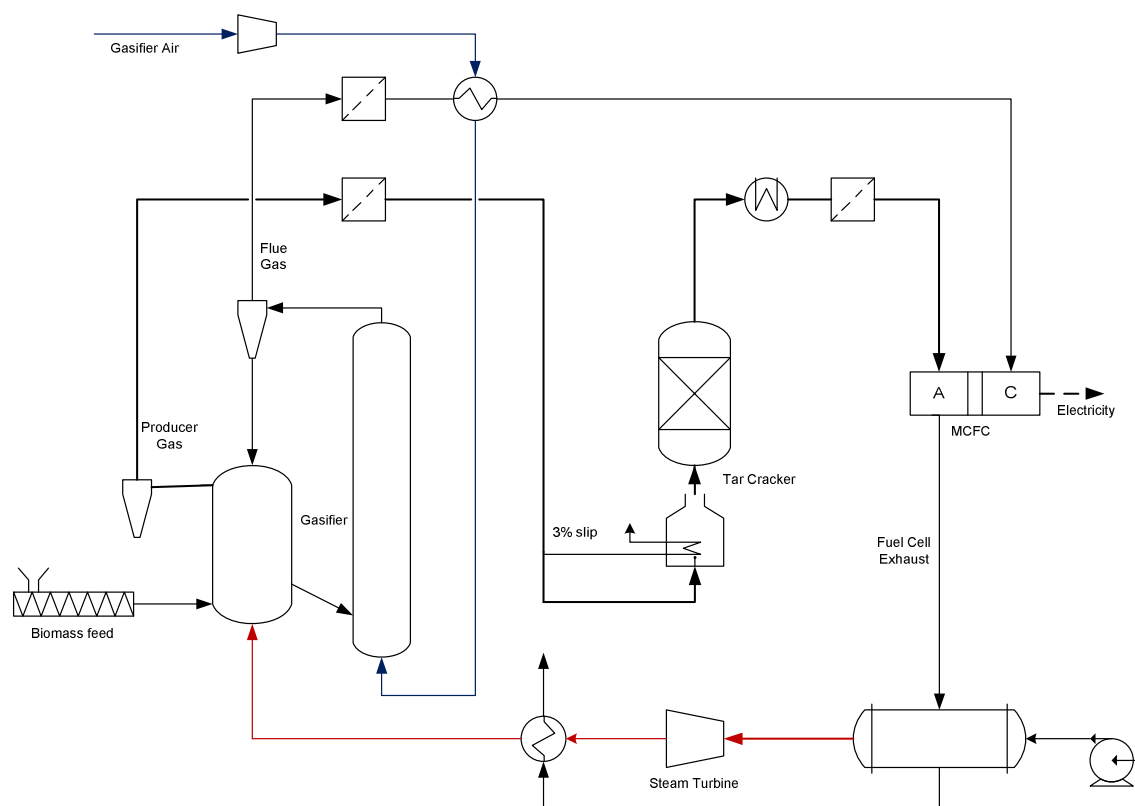 Gasifier Air
Flue
Gas
Producer
Gas
Gasifier
Biomass feed
3% slip
Tar Cracker
A
C
MCFC
Electricity
Fuel Cell
Exhaust
Steam Turbine